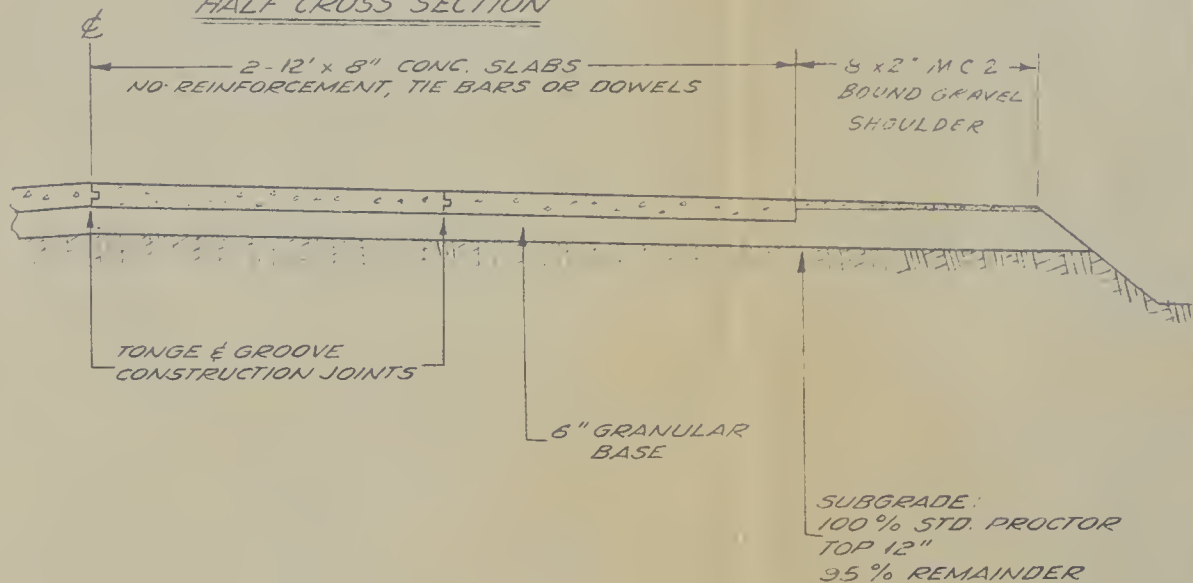 HALF CROSS SECTION
℄
2-12' x 8" CONC. SLABS
NO REINFORCEMENT, TIE BARS OR DOWELS
8 x 2" M C 2
BOUND GRAVEL
SHOULDER
TONGE & GROOVE
CONSTRUCTION JOINTS
6" GRANULAR
BASE
SUBGRADE:
100% STD. PROCTOR
TOP 12"
95% REMAINDER